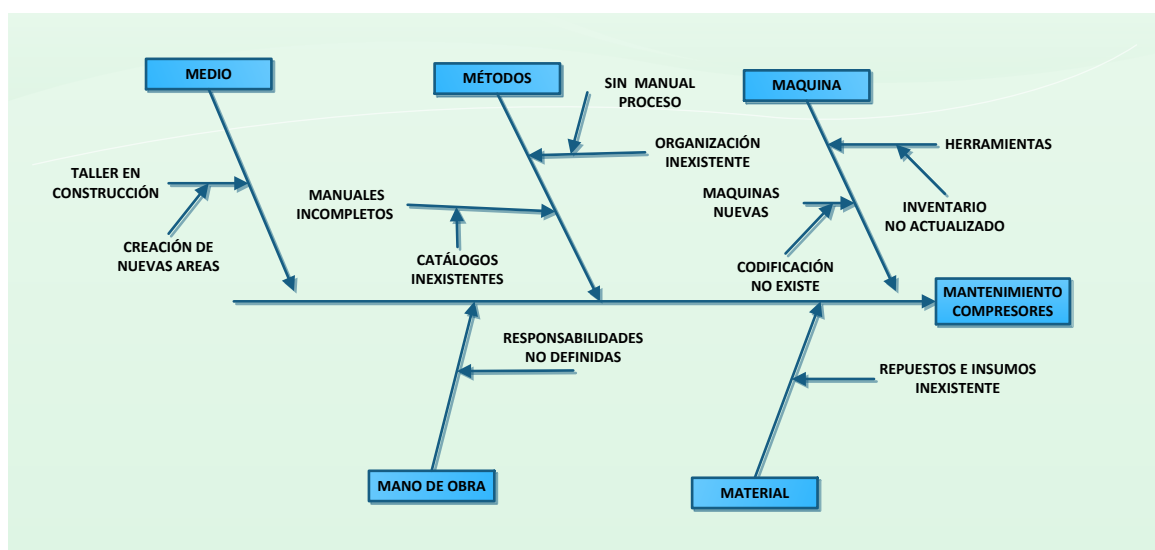 MEDIO
MÉTODOS
MAQUINA
SIN MANUAL
PROCESO
ORGANIZACIÓN
INEXISTENTE
HERRAMIENTAS
TALLER EN
CONSTRUCCIÓN
MANUALES
INCOMPLETOS
MAQUINAS
NUEVAS
INVENTARIO
NO ACTUALIZADO
CREACIÓN DE
NUEVAS AREAS
CATÁLOGOS
INEXISTENTES
CODIFICACIÓN
NO EXISTE
MANTENIMIENTO
COMPRESORES
RESPONSABILIDADES
NO DEFINIDAS
REPUESTOS E INSUMOS
INEXISTENTE
MANO DE OBRA
MATERIAL